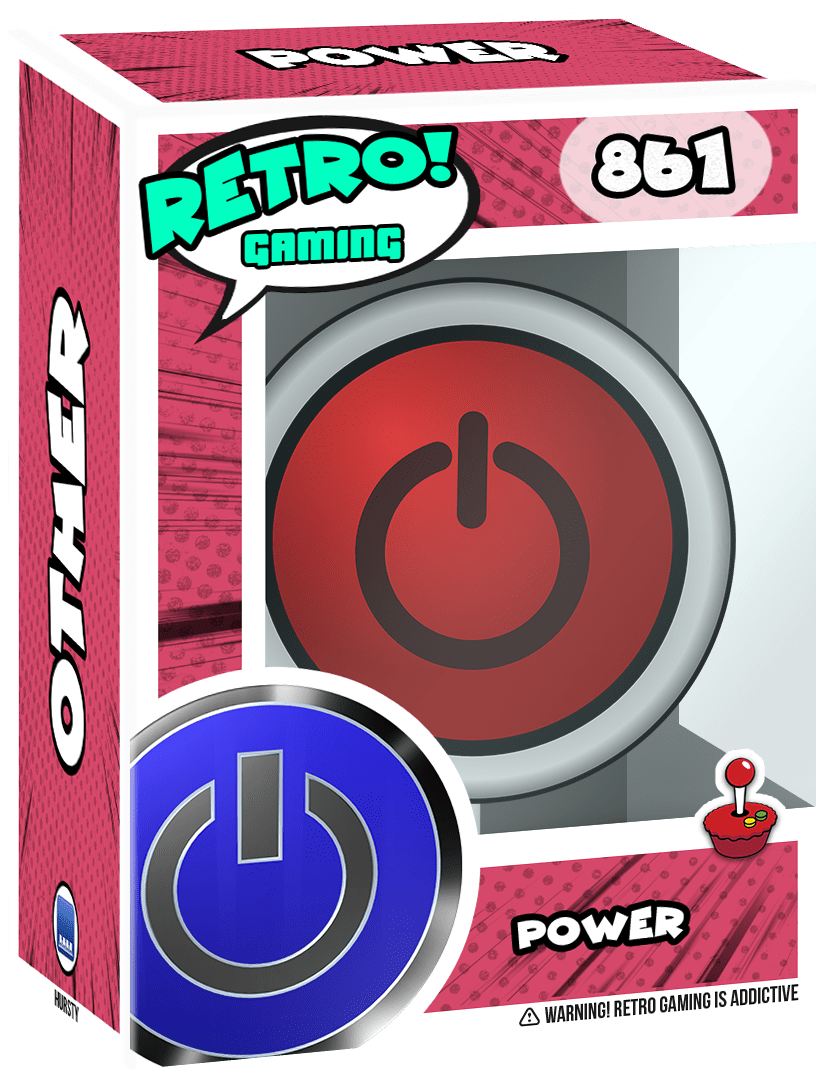 POWER
RETRO!
GAMING
861
OTHER
POWER
HURSTY
WARNING! RETRO GAMING IS ADDICTIVE